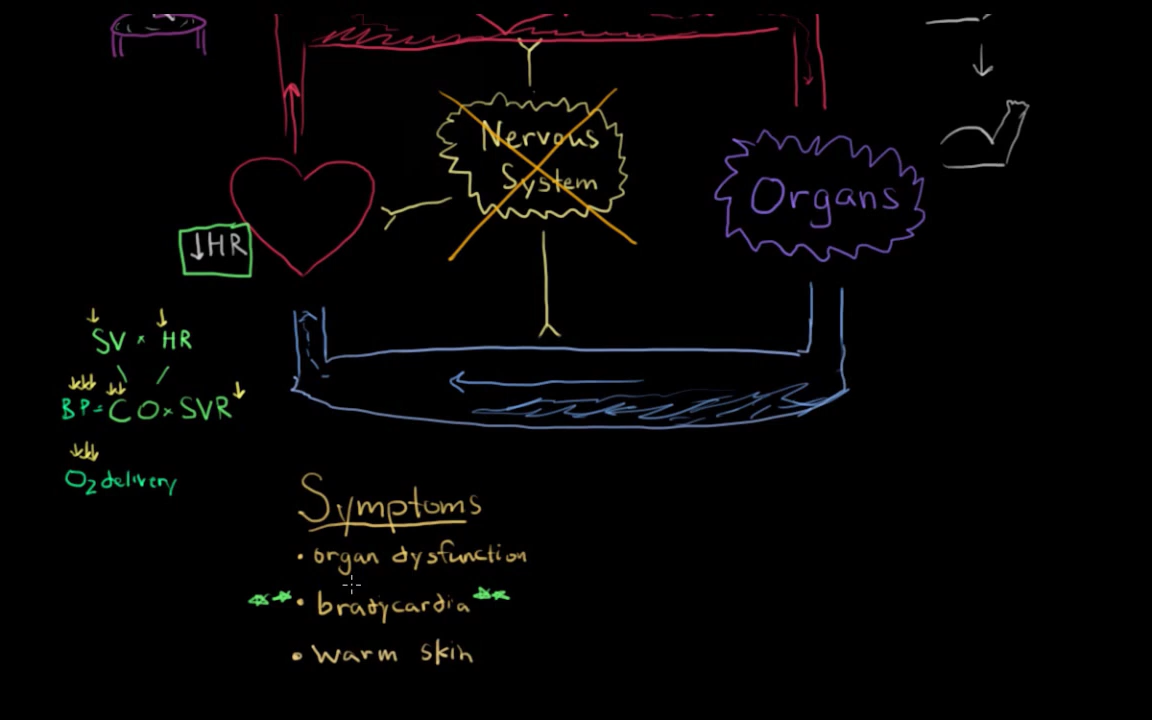 Nervous
System
Organs
↓HR
SV × HR
BP = CO × SVR
O₂ delivery
Symptoms
• organ dysfunction
• bradycardia
• warm skin